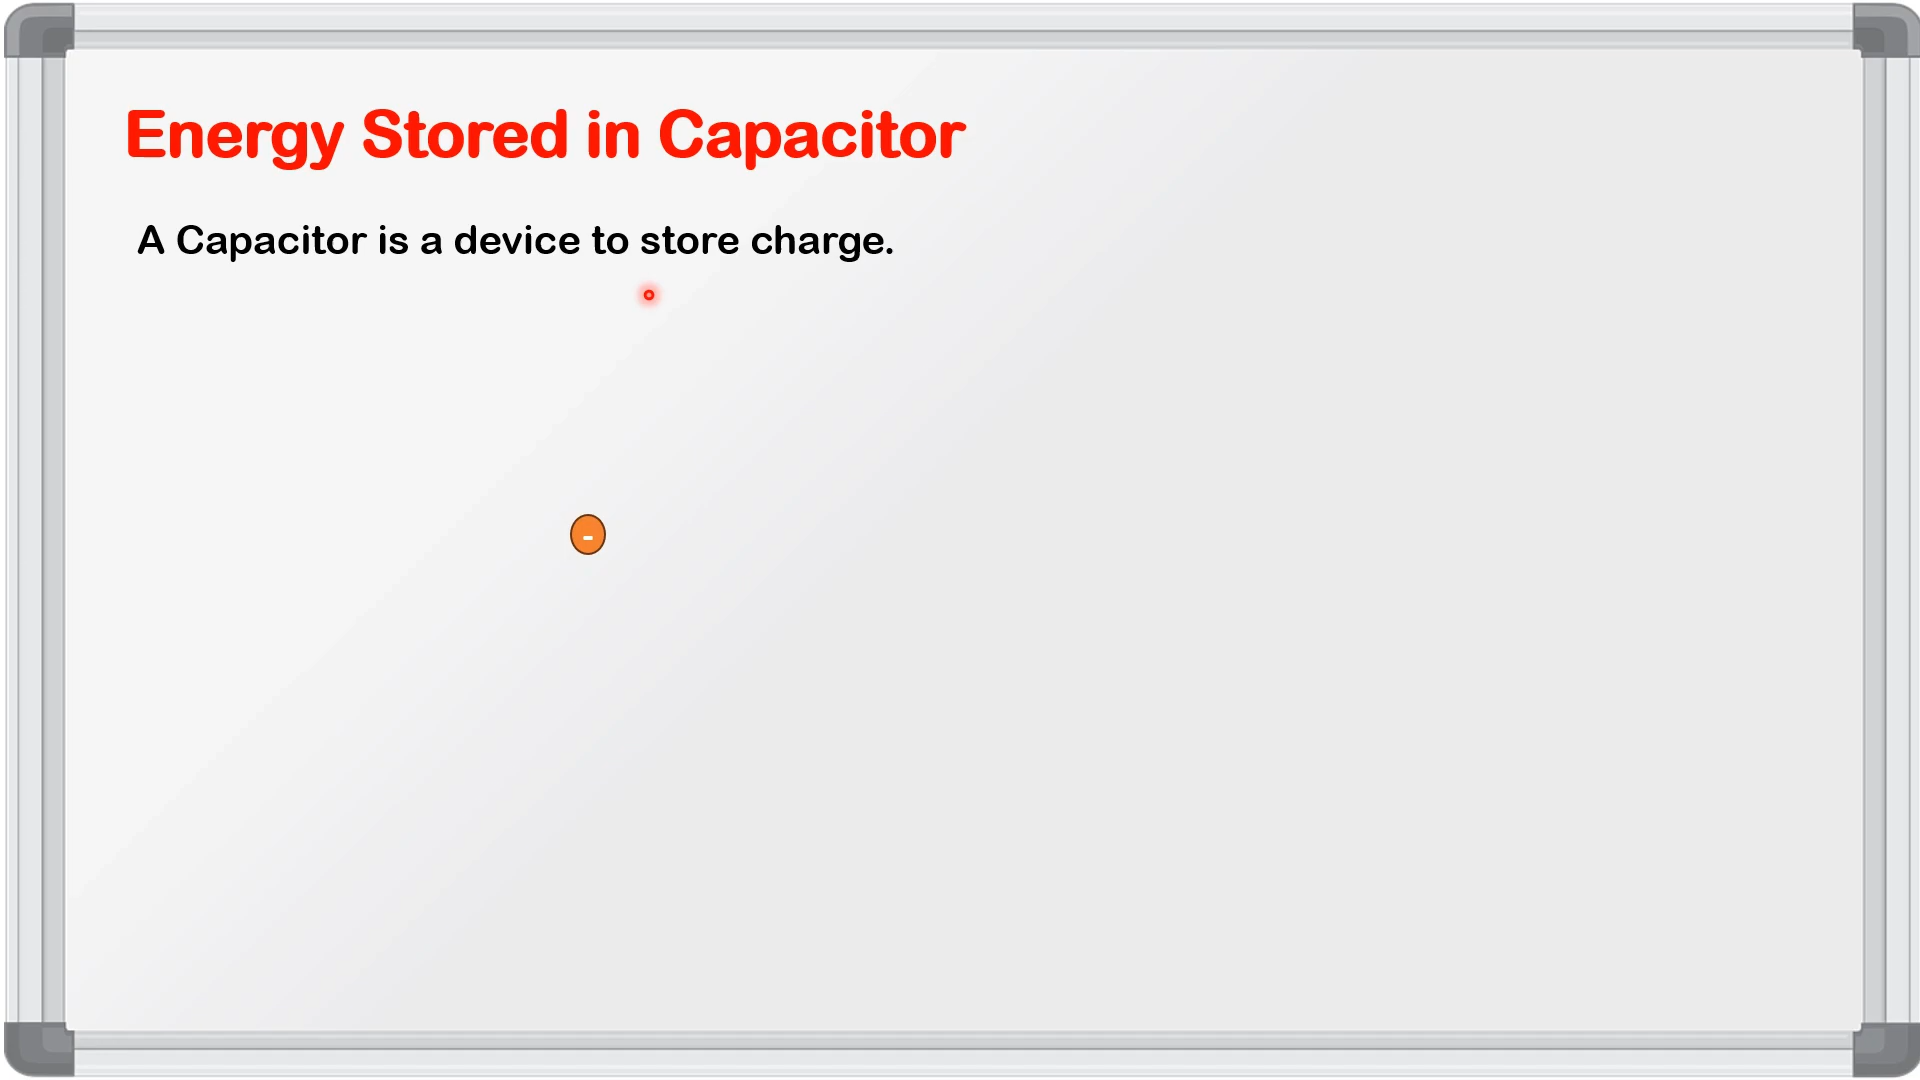 Energy Stored in Capacitor
A Capacitor is a device to store charge.
-